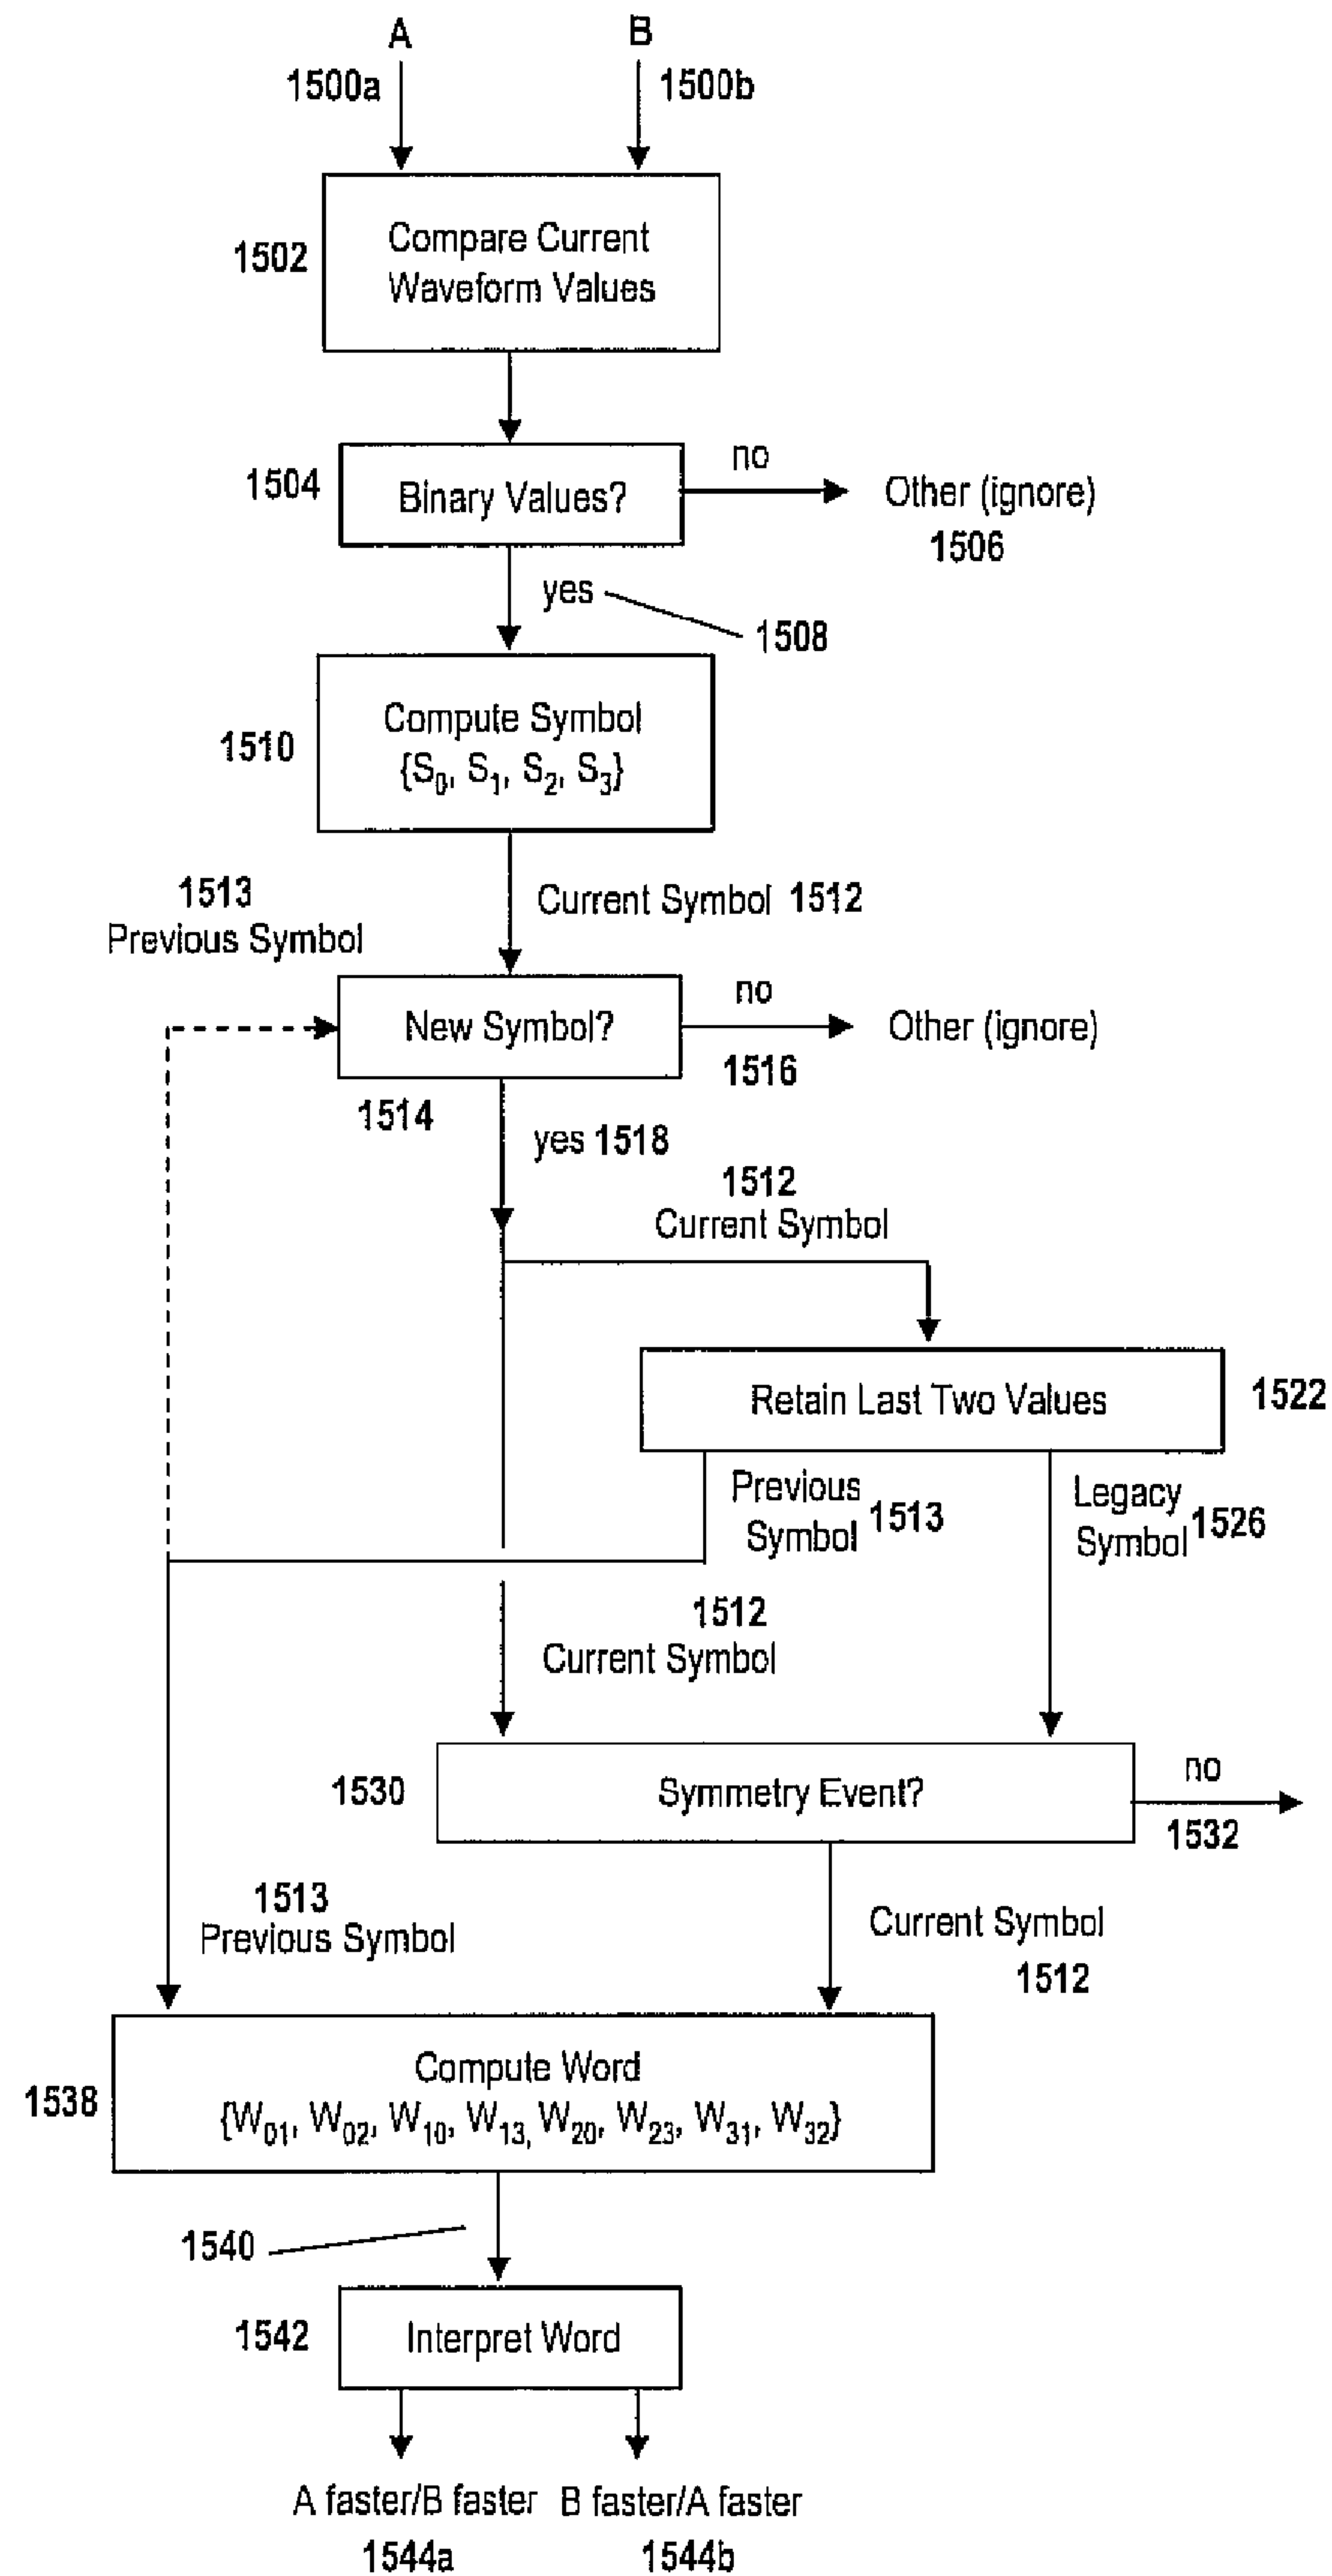 A
B
1500a
1500b
1502
Compare Current
Waveform Values
1504
Binary Values?
no
Other (ignore)
1506
yes
1508
1510
Compute Symbol
{S0, S1, S2, S3}
1513
Previous Symbol
Current Symbol 1512
New Symbol?
no
Other (ignore)
1516
1514
yes 1518
1512
Current Symbol
Retain Last Two Values
1522
Previous
Symbol 1513
Legacy
Symbol 1526
1512
Current Symbol
1530
Symmetry Event?
no
1532
1513
Previous Symbol
Current Symbol
1512
1538
Compute Word
{W01, W02, W10, W13, W20, W23, W31, W32}
1540
1542
Interpret Word
A faster/B faster
B faster/A faster
1544a
1544b